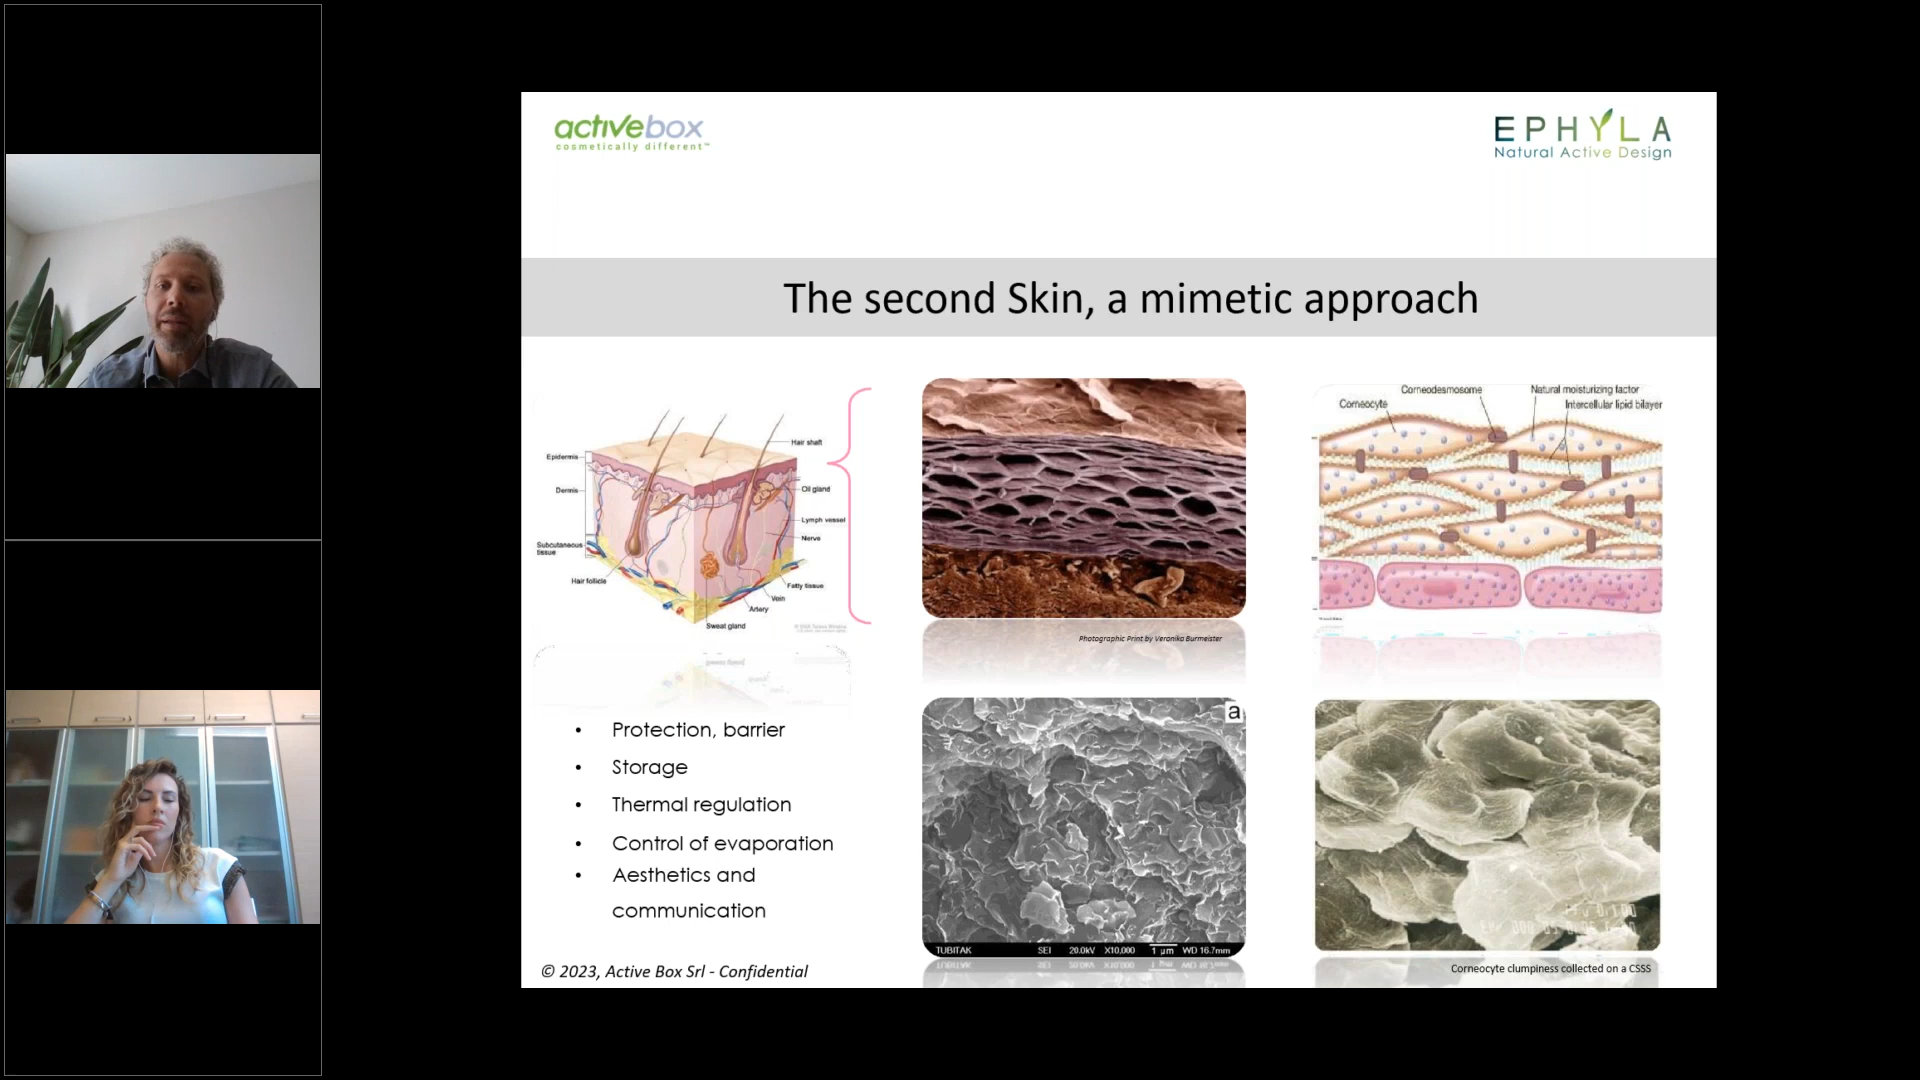 activebox
cosmetically different™
EPHYLA
Natural Active Design
The second Skin, a mimetic approach
Hair shaft
Epidermis
Oil gland
Dermis
Lymph vessel
Nerve
Subcutaneous
tissue
Hair follicle
Fatty tissue
Vein
Artery
Sweat gland
Photographic Print by Veronika Burmeister
Corneodesmosome
Natural moisturizing factor
Corneocyte
Intercellular lipid bilayer
• Protection, barrier
• Storage
• Thermal regulation
• Control of evaporation
• Aesthetics and
communication
a
TUBITAK SEI 20.0kV X10,000 1 μm WD 16.7mm
Corneocyte clumpiness collected on a CSSS
© 2023, Active Box Srl - Confidential